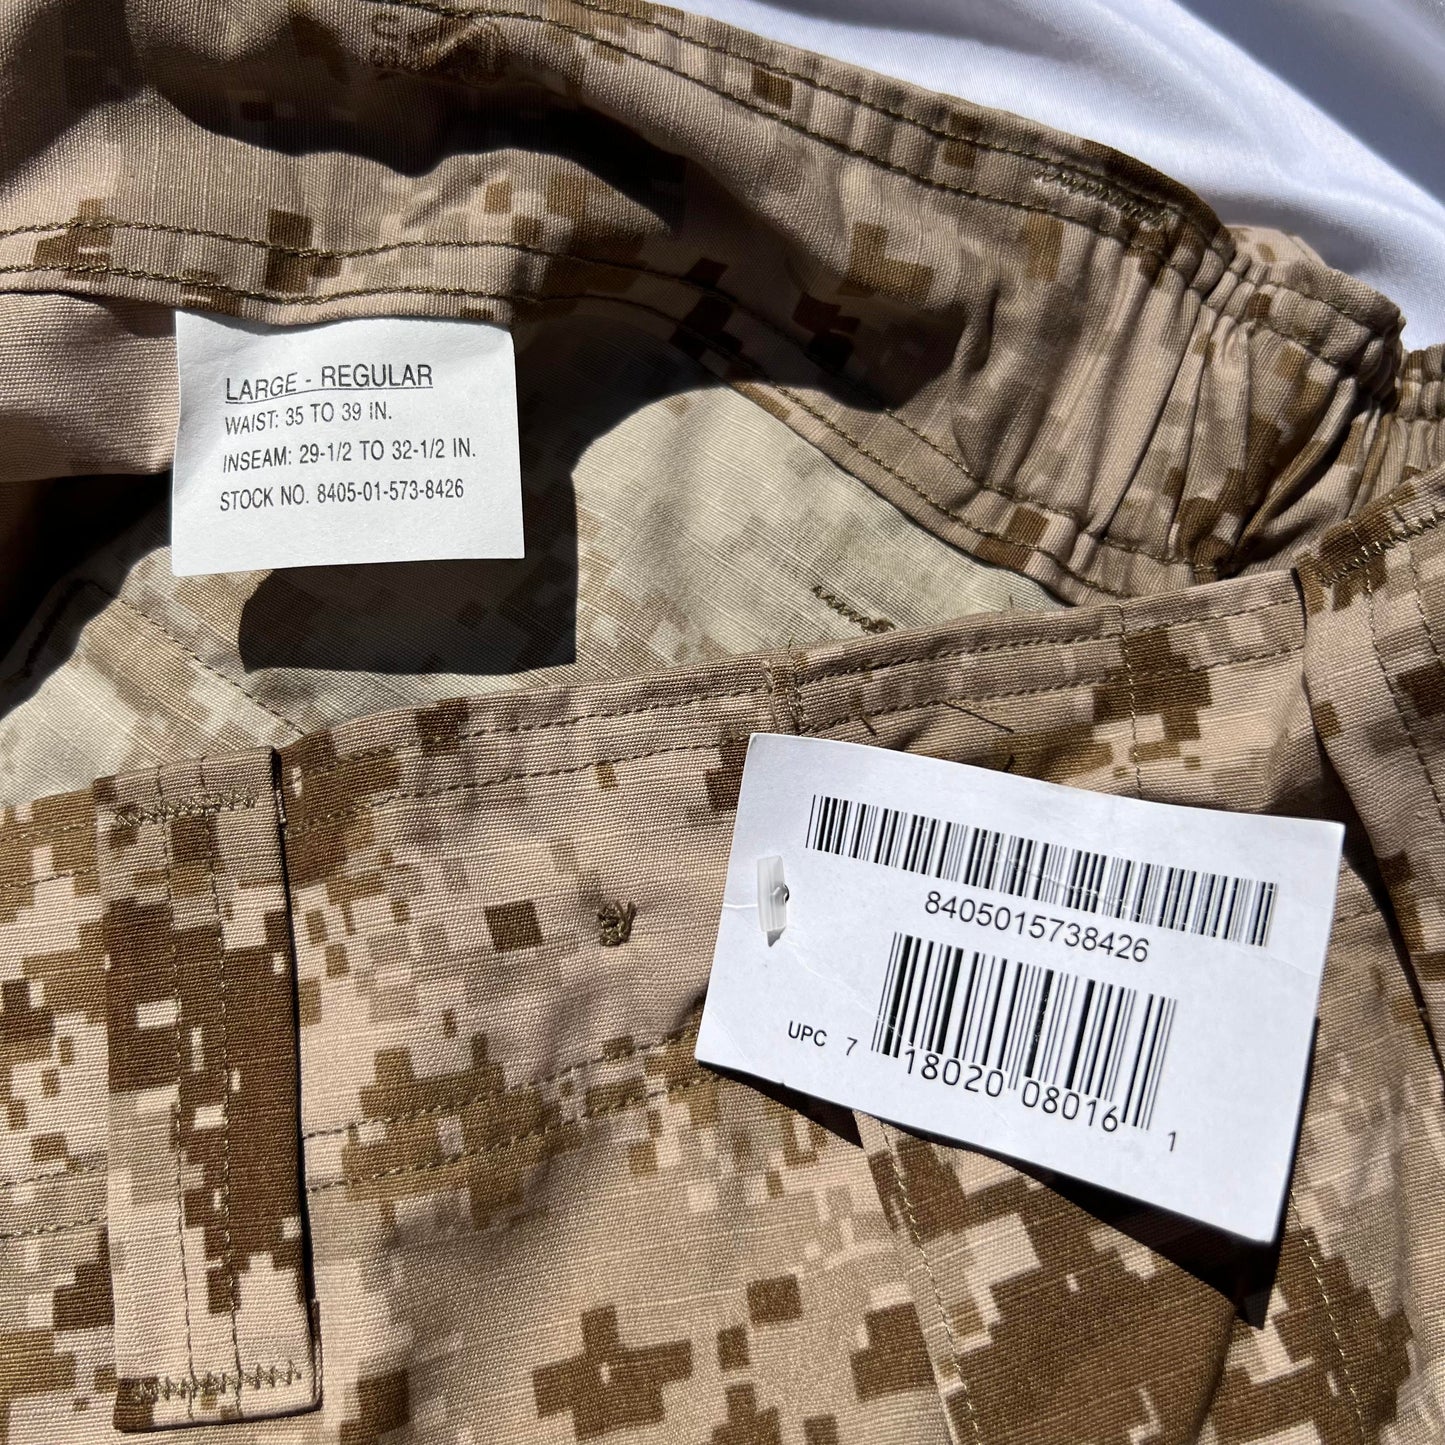 LARGE - REGULAR
WAIST: 35 TO 39 IN.
INSEAM: 29-1/2 TO 32-1/2 IN.
STOCK NO. 8405-01-573-8426
8405015738426
UPC 7 18020 08016 1